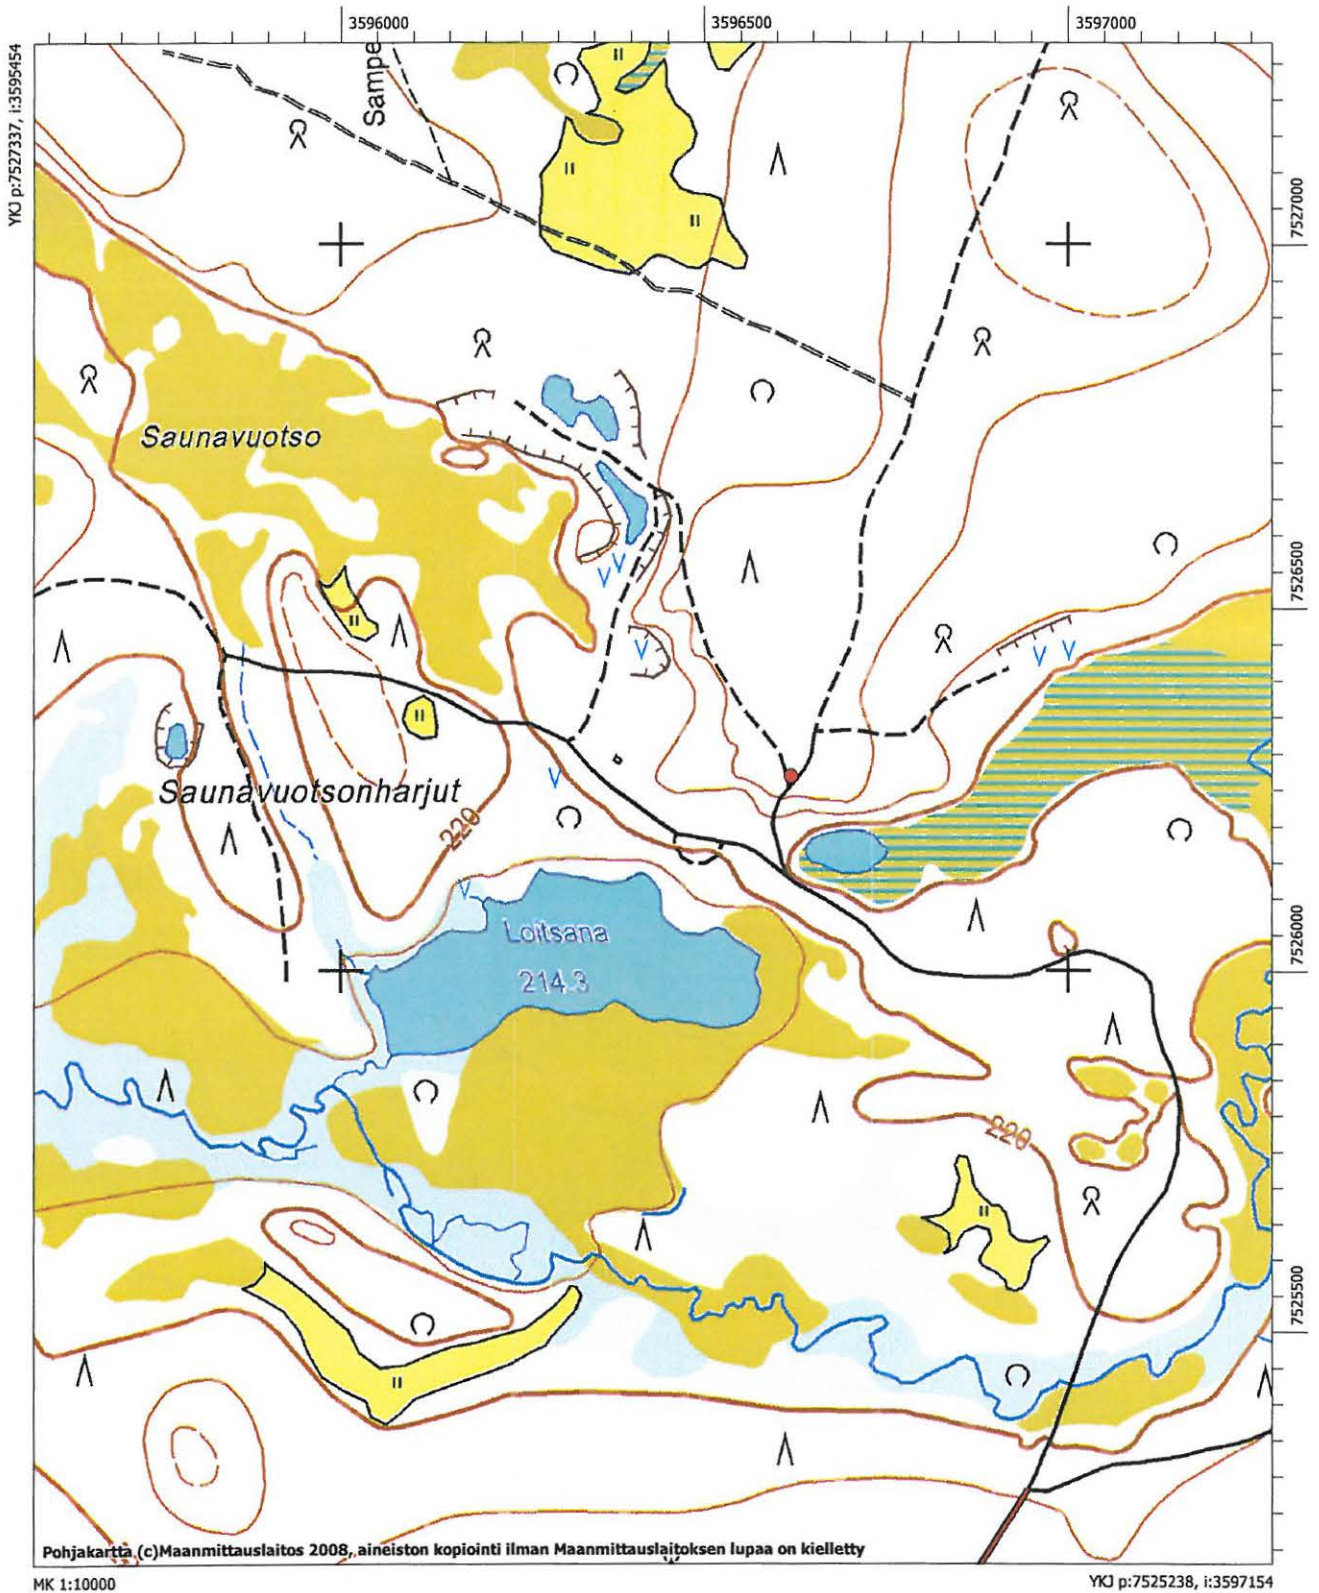 3596000
3596500
3597000
YKJ p:7527337, i:3595454
Sampe
7527000
Saunavuotso
7526500
Saunavuotsonharjut
220
Loitsana
214.3
7526000
220
7525500
Pohjakartta (c)Maanmittauslaitos 2008, aineiston kopiointi ilman Maanmittauslaitoksen lupaa on kielletty
MK 1:10000
YKJ p:7525238, i:3597154